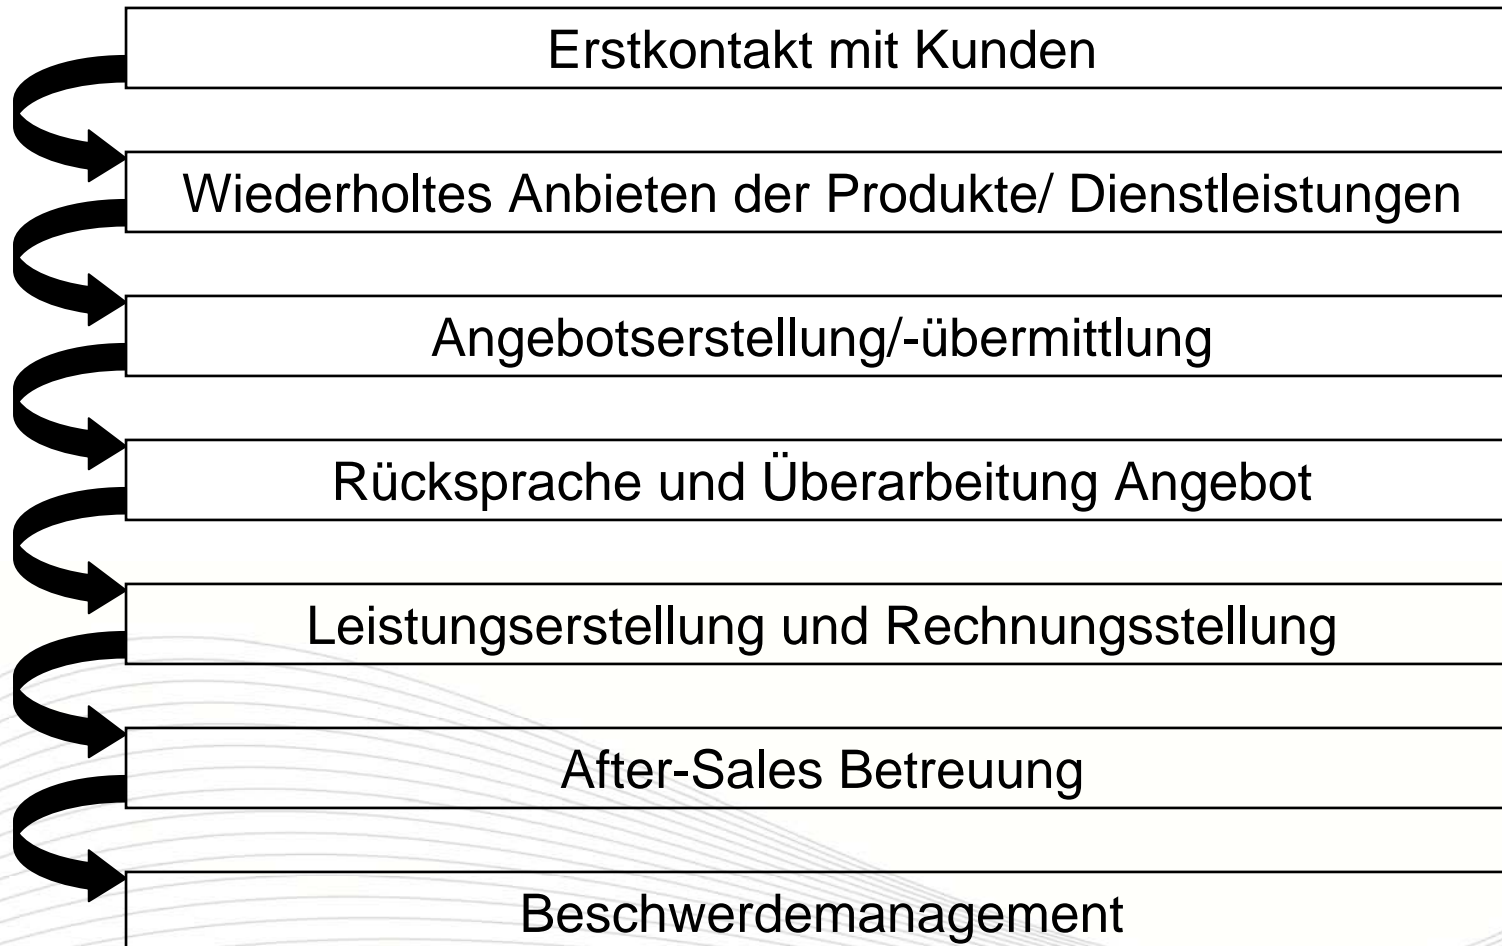 Erstkontakt mit Kunden
Wiederholtes Anbieten der Produkte/ Dienstleistungen
Angebotserstellung/-übermittlung
Rücksprache und Überarbeitung Angebot
Leistungserstellung und Rechnungsstellung
After-Sales Betreuung
Beschwerdemanagement